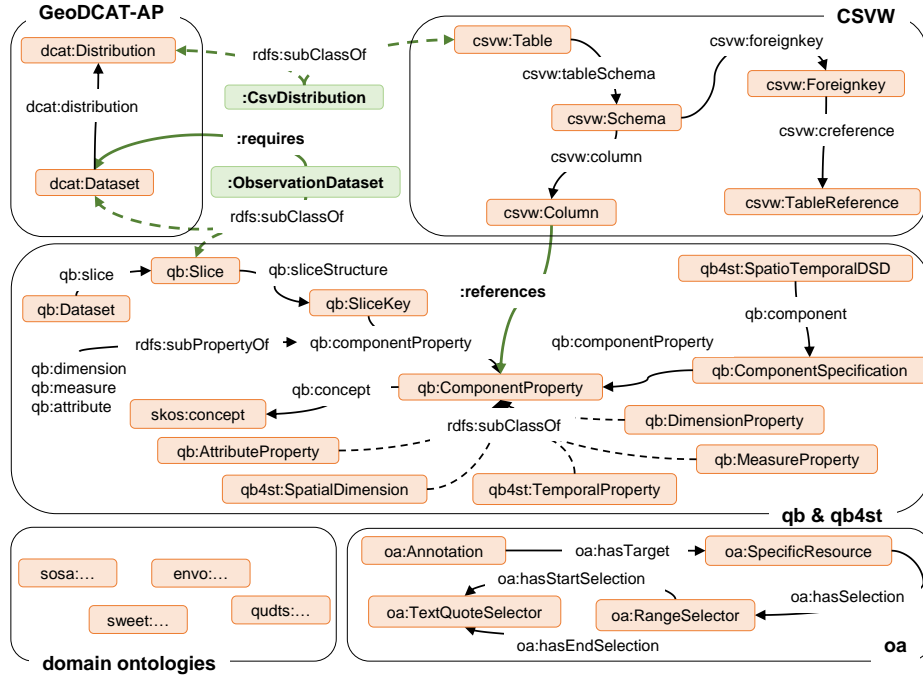 GeoDCAT-AP
dcat:Distribution
rdfs:subClassOf
:CsvDistribution
dcat:distribution
:requires
dcat:Dataset
:ObservationDataset
rdfs:subClassOf
CSVW
csvw:Table
csvw:foreignkey
csvw:tableSchema
csvw:Foreignkey
csvw:Schema
csvw:creference
csvw:column
csvw:Column
csvw:TableReference
qb:slice
qb:Slice
qb:sliceStructure
qb4st:SpatioTemporalDSD
qb:Dataset
qb:SliceKey
:references
qb:component
rdfs:subPropertyOf
qb:componentProperty
qb:componentProperty
qb:dimension
qb:measure
qb:attribute
qb:concept
qb:ComponentProperty
qb:ComponentSpecification
skos:concept
rdfs:subClassOf
qb:DimensionProperty
qb:AttributeProperty
qb:MeasureProperty
qb4st:SpatialDimension
qb4st:TemporalProperty
qb & qb4st
sosa:…
envo:…
sweet:…
qudts:…
domain ontologies
oa:Annotation
oa:hasTarget
oa:SpecificResource
oa:hasStartSelection
oa:hasSelection
oa:TextQuoteSelector
oa:RangeSelector
oa:hasEndSelection
oa